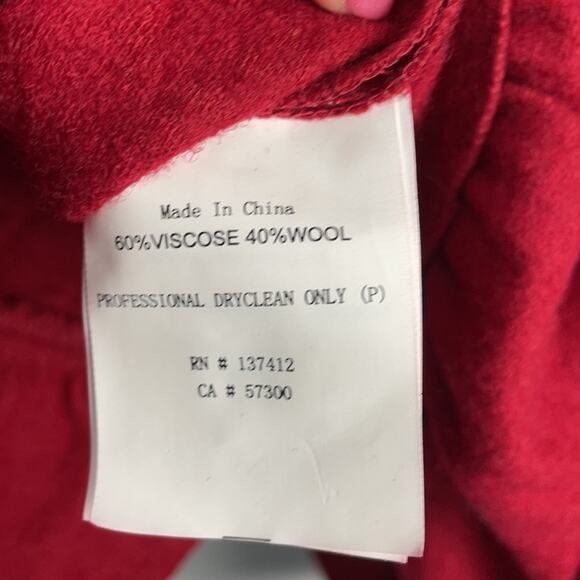 Made In China
60%VISCOSE 40%WOOL
PROFESSIONAL DRYCLEAN ONLY (P)
RN # 137412
CA # 57300